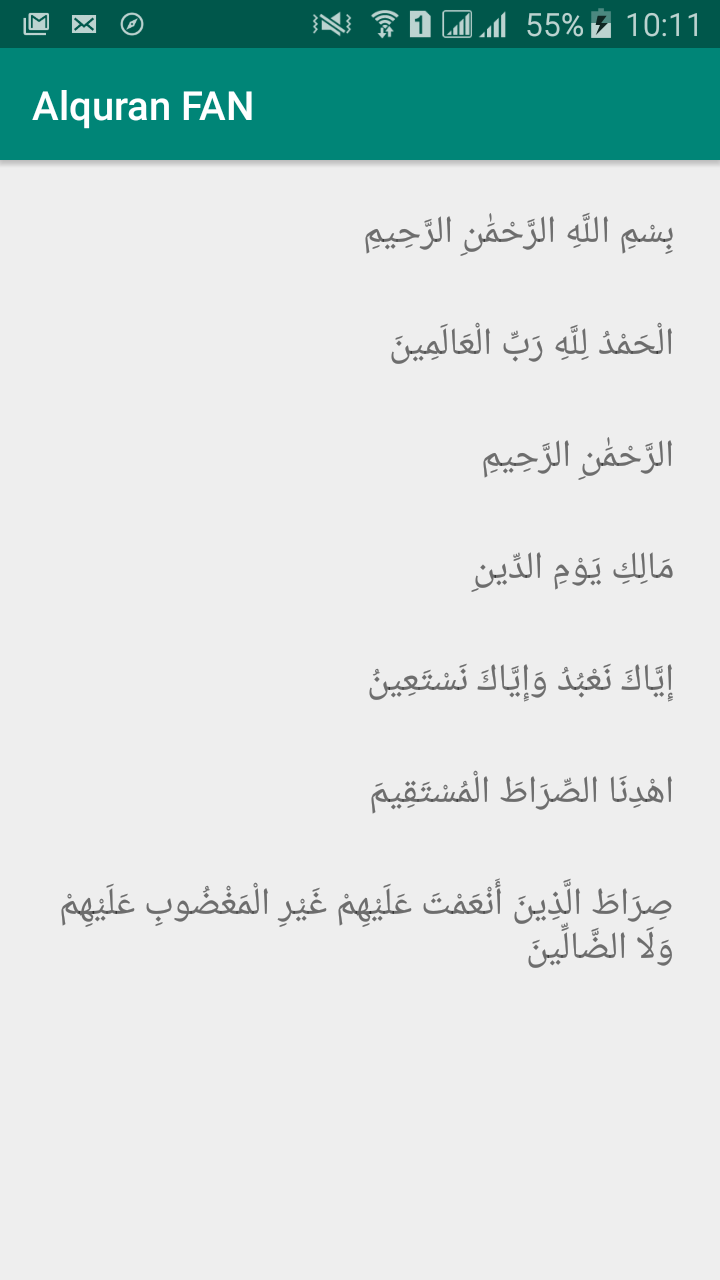 1 55% 10:11
Alquran FAN
بِسْمِ اللَّهِ الرَّحْمَٰنِ الرَّحِيمِ
الْحَمْدُ لِلَّهِ رَبِّ الْعَالَمِينَ
الرَّحْمَٰنِ الرَّحِيمِ
مَالِكِ يَوْمِ الدِّينِ
إِيَّاكَ نَعْبُدُ وَإِيَّاكَ نَسْتَعِينُ
اهْدِنَا الصِّرَاطَ الْمُسْتَقِيمَ
صِرَاطَ الَّذِينَ أَنْعَمْتَ عَلَيْهِمْ غَيْرِ الْمَغْضُوبِ عَلَيْهِمْ
وَلَا الضَّالِّينَ